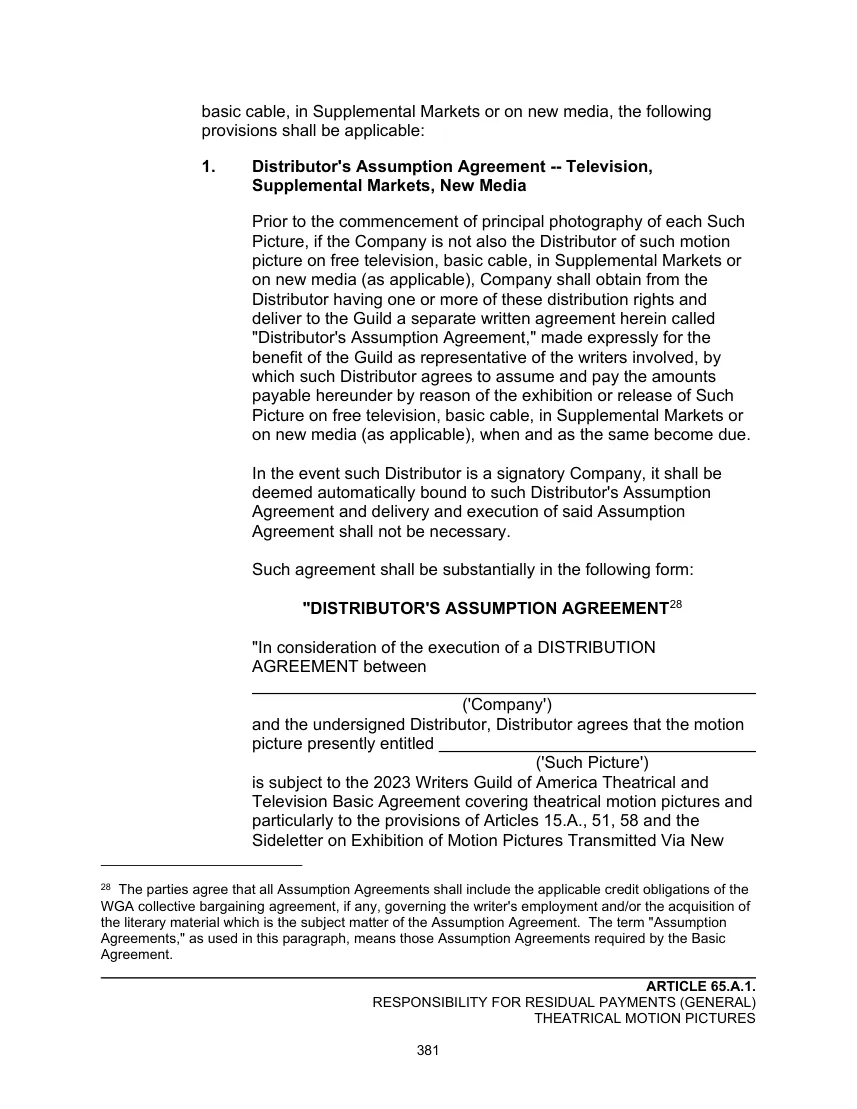 basic cable, in Supplemental Markets or on new media, the following
provisions shall be applicable:
1. Distributor's Assumption Agreement -- Television,
Supplemental Markets, New Media
Prior to the commencement of principal photography of each Such
Picture, if the Company is not also the Distributor of such motion
picture on free television, basic cable, in Supplemental Markets or
on new media (as applicable), Company shall obtain from the
Distributor having one or more of these distribution rights and
deliver to the Guild a separate written agreement herein called
"Distributor's Assumption Agreement," made expressly for the
benefit of the Guild as representative of the writers involved, by
which such Distributor agrees to assume and pay the amounts
payable hereunder by reason of the exhibition or release of Such
Picture on free television, basic cable, in Supplemental Markets or
on new media (as applicable), when and as the same become due.
In the event such Distributor is a signatory Company, it shall be
deemed automatically bound to such Distributor's Assumption
Agreement and delivery and execution of said Assumption
Agreement shall not be necessary.
Such agreement shall be substantially in the following form:
"DISTRIBUTOR'S ASSUMPTION AGREEMENT28
"In consideration of the execution of a DISTRIBUTION
AGREEMENT between
('Company')
and the undersigned Distributor, Distributor agrees that the motion
picture presently entitled
('Such Picture')
is subject to the 2023 Writers Guild of America Theatrical and
Television Basic Agreement covering theatrical motion pictures and
particularly to the provisions of Articles 15.A., 51, 58 and the
Sideletter on Exhibition of Motion Pictures Transmitted Via New
28 The parties agree that all Assumption Agreements shall include the applicable credit obligations of the
WGA collective bargaining agreement, if any, governing the writer's employment and/or the acquisition of
the literary material which is the subject matter of the Assumption Agreement. The term "Assumption
Agreements," as used in this paragraph, means those Assumption Agreements required by the Basic
Agreement.
ARTICLE 65.A.1.
RESPONSIBILITY FOR RESIDUAL PAYMENTS (GENERAL)
THEATRICAL MOTION PICTURES
381